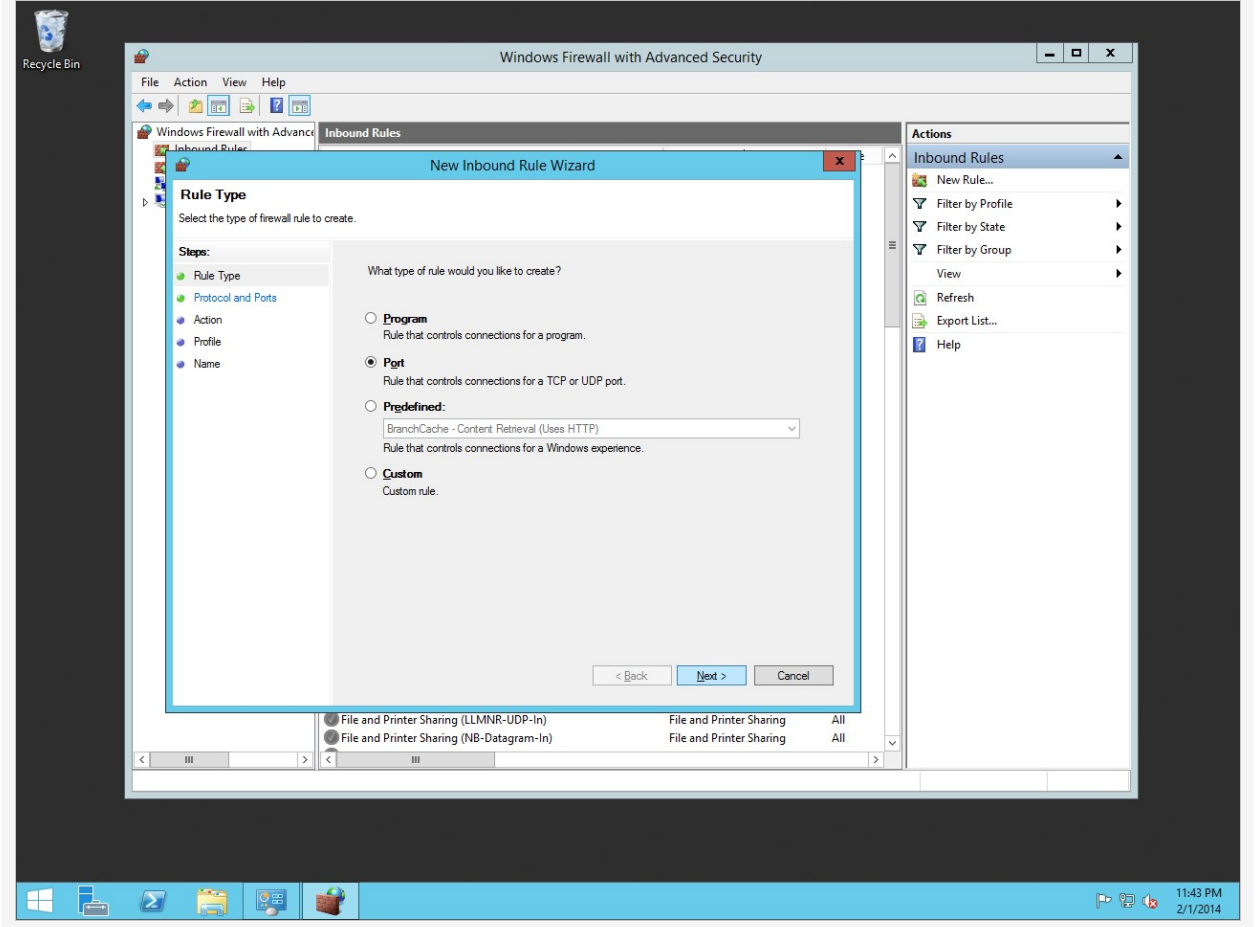 Recycle Bin
Windows Firewall with Advanced Security
File Action View Help
Windows Firewall with Advance
Inbound Rules
Inbound Rules
Actions
Inbound Rules
New Rule...
Filter by Profile
Filter by State
Filter by Group
View
Refresh
Export List...
Help
New Inbound Rule Wizard
Rule Type
Select the type of firewall rule to create.
Steps:
Rule Type
Protocol and Ports
Action
Profile
Name
What type of rule would you like to create?
Program
Rule that controls connections for a program.
Port
Rule that controls connections for a TCP or UDP port.
Predefined:
BranchCache - Content Retrieval (Uses HTTP)
Rule that controls connections for a Windows experience.
Custom
Custom rule.
< Back Next > Cancel
File and Printer Sharing (LLMNR-UDP-In) File and Printer Sharing All
File and Printer Sharing (NB-Datagram-In) File and Printer Sharing All
11:43 PM
2/1/2014